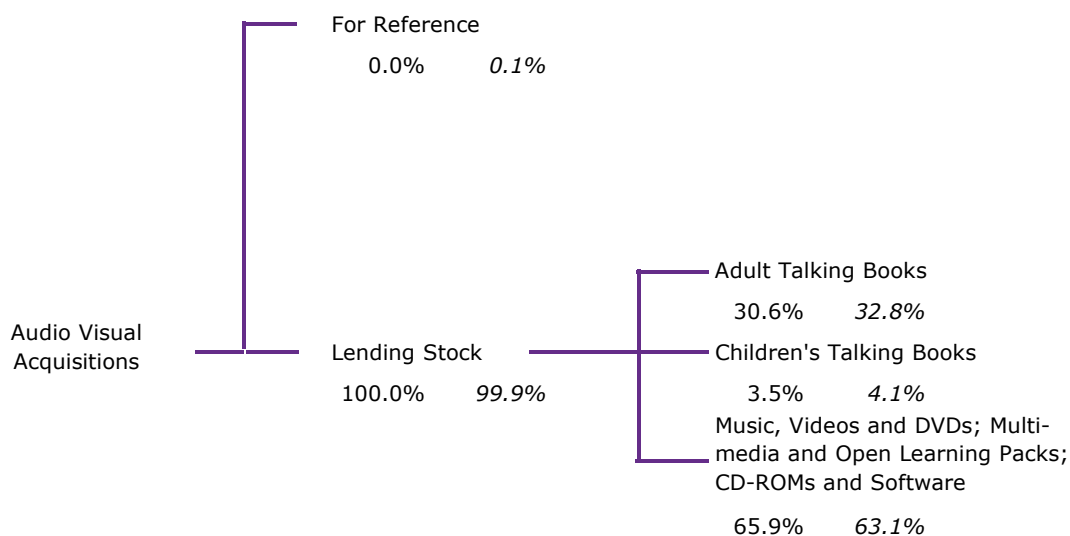 For Reference
0.0% 0.1%
Adult Talking Books
30.6% 32.8%
Audio Visual
Acquisitions
Lending Stock
100.0% 99.9%
Children's Talking Books
3.5% 4.1%
Music, Videos and DVDs; Multi-
media and Open Learning Packs;
CD-ROMs and Software
65.9% 63.1%